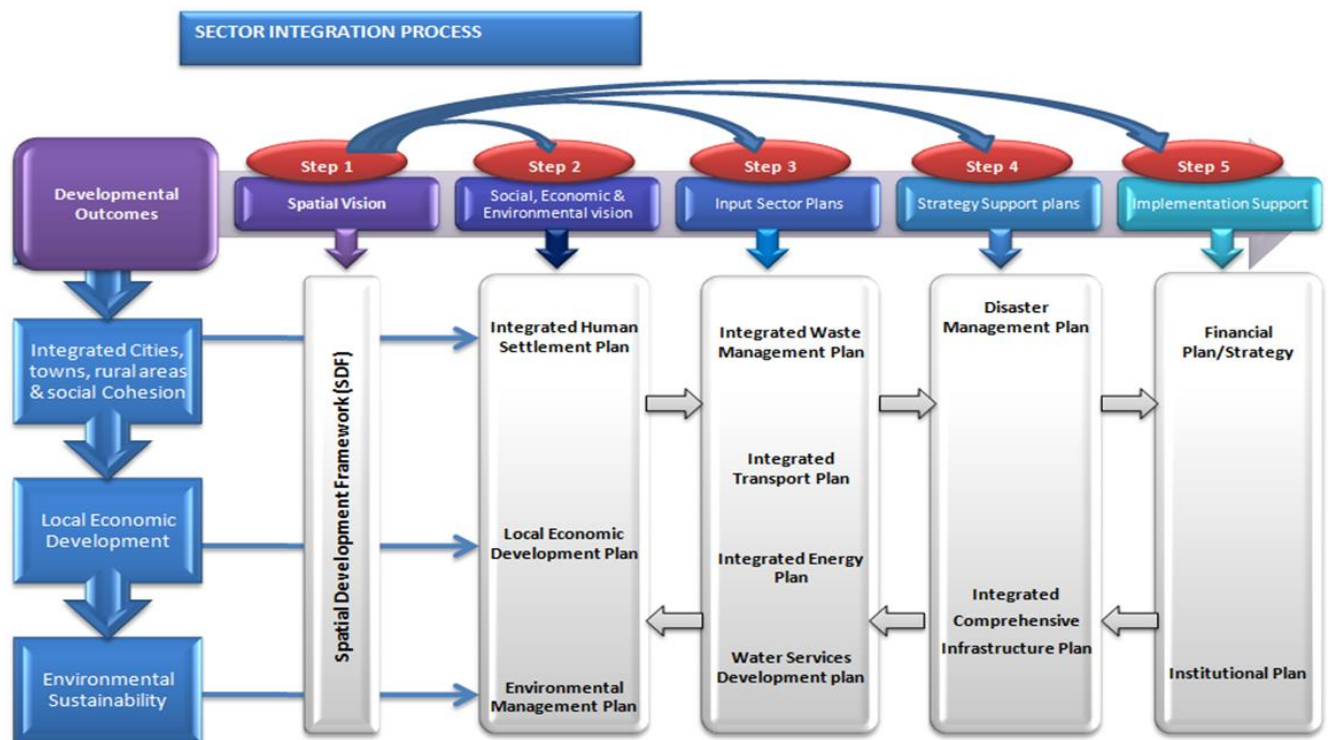 SECTOR INTEGRATION PROCESS
Developmental
Outcomes
Step 1
Spatial Vision
Step 2
Social, Economic &
Environmental vision
Step 3
Input Sector Plans
Step 4
Strategy Support plans
Step 5
Implementation Support
Integrated Cities,
towns, rural areas
& social Cohesion
Local Economic
Development
Environmental
Sustainability
Spatial Development Framework (SDF)
Integrated Human
Settlement Plan
Local Economic
Development Plan
Environmental
Management Plan
Integrated Waste
Management Plan
Integrated
Transport Plan
Integrated Energy
Plan
Water Services
Development plan
Disaster
Management Plan
Integrated
Comprehensive
Infrastructure Plan
Financial
Plan/Strategy
Institutional Plan